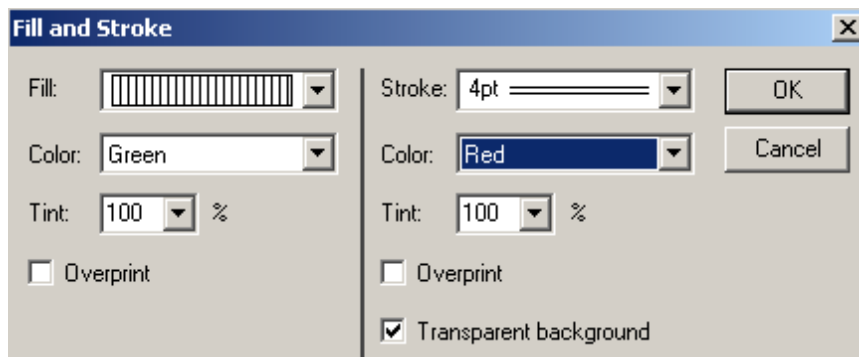 Fill and Stroke
Fill:
Color: Green
Tint: 100 %
Overprint
Stroke: 4pt
Color: Red
Tint: 100 %
Overprint
Transparent background
OK
Cancel